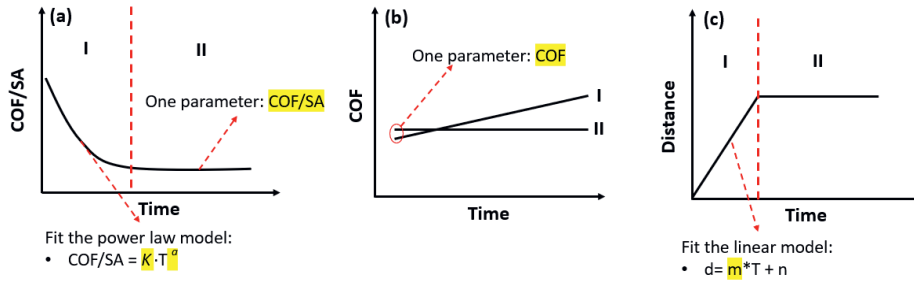 (a)
I
II
One parameter: COF/SA
COF/SA
Time
Fit the power law model:
• COF/SA = K·T^a
(b)
One parameter: COF
COF
I
II
Time
(c)
I
II
Distance
Time
Fit the linear model:
• d= m*T + n